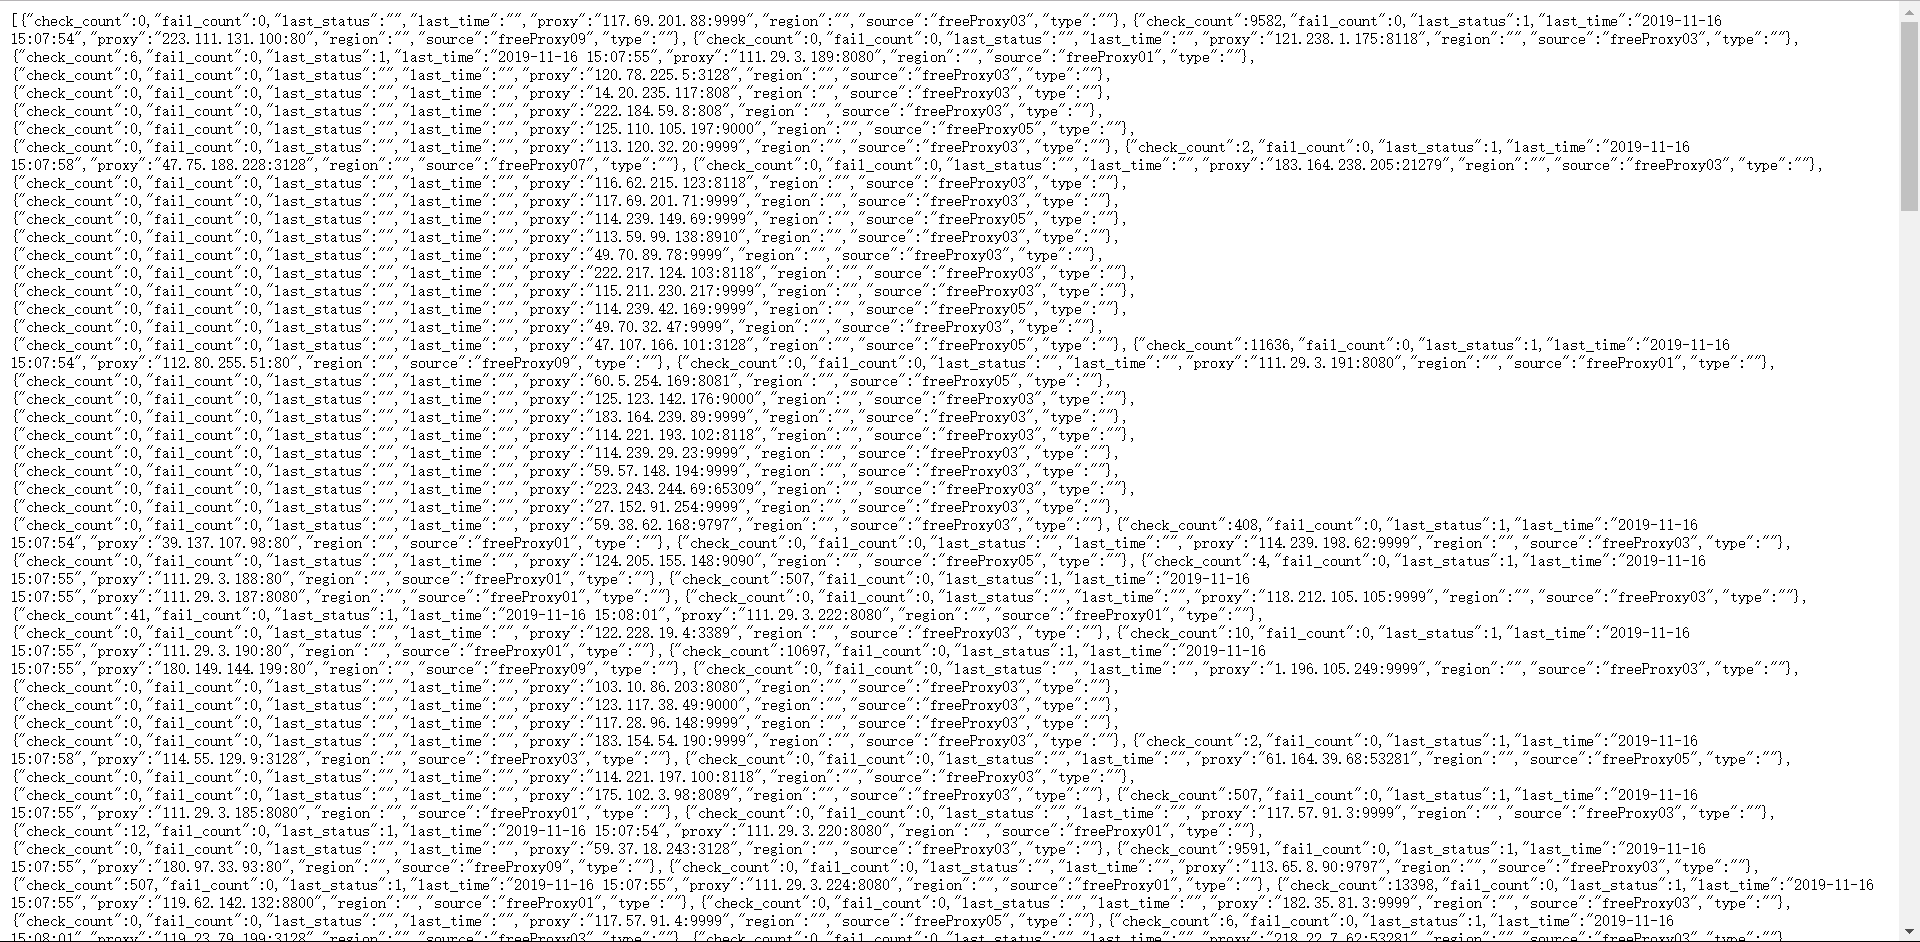 [{"check_count":0,"fail_count":0,"last_status":"","last_time":"","proxy":"117.69.201.88:9999","region":"","source":"freeProxy03","type":""}, {"check_count":9582,"fail_count":0,"last_status":1,"last_time":"2019-11-16
15:07:54","proxy":"223.111.131.100:80","region":"","source":"freeProxy09","type":""}, {"check_count":0,"fail_count":0,"last_status":"","last_time":"","proxy":"121.238.1.175:8118","region":"","source":"freeProxy03","type":""},
{"check_count":6,"fail_count":0,"last_status":1,"last_time":"2019-11-16 15:07:55","proxy":"111.29.3.189:8080","region":"","source":"freeProxy01","type":""},
{"check_count":0,"fail_count":0,"last_status":"","last_time":"","proxy":"120.78.225.5:3128","region":"","source":"freeProxy03","type":""},
{"check_count":0,"fail_count":0,"last_status":"","last_time":"","proxy":"14.20.235.117:808","region":"","source":"freeProxy03","type":""},
{"check_count":0,"fail_count":0,"last_status":"","last_time":"","proxy":"222.184.59.8:808","region":"","source":"freeProxy03","type":""},
{"check_count":0,"fail_count":0,"last_status":"","last_time":"","proxy":"125.110.105.197:9000","region":"","source":"freeProxy05","type":""},
{"check_count":0,"fail_count":0,"last_status":"","last_time":"","proxy":"113.120.32.20:9999","region":"","source":"freeProxy03","type":""}, {"check_count":2,"fail_count":0,"last_status":1,"last_time":"2019-11-16
15:07:58","proxy":"47.75.188.228:3128","region":"","source":"freeProxy07","type":""}, {"check_count":0,"fail_count":0,"last_status":"","last_time":"","proxy":"183.164.238.205:21279","region":"","source":"freeProxy03","type":""},
{"check_count":0,"fail_count":0,"last_status":"","last_time":"","proxy":"116.62.215.123:8118","region":"","source":"freeProxy03","type":""},
{"check_count":0,"fail_count":0,"last_status":"","last_time":"","proxy":"117.69.201.71:9999","region":"","source":"freeProxy03","type":""},
{"check_count":0,"fail_count":0,"last_status":"","last_time":"","proxy":"114.239.149.69:9999","region":"","source":"freeProxy05","type":""},
{"check_count":0,"fail_count":0,"last_status":"","last_time":"","proxy":"113.59.99.138:8910","region":"","source":"freeProxy03","type":""},
{"check_count":0,"fail_count":0,"last_status":"","last_time":"","proxy":"49.70.89.78:9999","region":"","source":"freeProxy03","type":""},
{"check_count":0,"fail_count":0,"last_status":"","last_time":"","proxy":"222.217.124.103:8118","region":"","source":"freeProxy03","type":""},
{"check_count":0,"fail_count":0,"last_status":"","last_time":"","proxy":"115.211.230.217:9999","region":"","source":"freeProxy03","type":""},
{"check_count":0,"fail_count":0,"last_status":"","last_time":"","proxy":"114.239.42.169:9999","region":"","source":"freeProxy05","type":""},
{"check_count":0,"fail_count":0,"last_status":"","last_time":"","proxy":"49.70.32.47:9999","region":"","source":"freeProxy03","type":""},
{"check_count":0,"fail_count":0,"last_status":"","last_time":"","proxy":"47.107.166.101:3128","region":"","source":"freeProxy05","type":""}, {"check_count":11636,"fail_count":0,"last_status":1,"last_time":"2019-11-16
15:07:54","proxy":"112.80.255.51:80","region":"","source":"freeProxy09","type":""}, {"check_count":0,"fail_count":0,"last_status":"","last_time":"","proxy":"111.29.3.191:8080","region":"","source":"freeProxy01","type":""},
{"check_count":0,"fail_count":0,"last_status":"","last_time":"","proxy":"60.5.254.169:8081","region":"","source":"freeProxy05","type":""},
{"check_count":0,"fail_count":0,"last_status":"","last_time":"","proxy":"125.123.142.176:9000","region":"","source":"freeProxy03","type":""},
{"check_count":0,"fail_count":0,"last_status":"","last_time":"","proxy":"183.164.239.89:9999","region":"","source":"freeProxy03","type":""},
{"check_count":0,"fail_count":0,"last_status":"","last_time":"","proxy":"114.221.193.102:8118","region":"","source":"freeProxy03","type":""},
{"check_count":0,"fail_count":0,"last_status":"","last_time":"","proxy":"114.239.29.23:9999","region":"","source":"freeProxy03","type":""},
{"check_count":0,"fail_count":0,"last_status":"","last_time":"","proxy":"59.57.148.194:9999","region":"","source":"freeProxy03","type":""},
{"check_count":0,"fail_count":0,"last_status":"","last_time":"","proxy":"223.243.244.69:65309","region":"","source":"freeProxy03","type":""},
{"check_count":0,"fail_count":0,"last_status":"","last_time":"","proxy":"27.152.91.254:9999","region":"","source":"freeProxy03","type":""},
{"check_count":0,"fail_count":0,"last_status":"","last_time":"","proxy":"59.38.62.168:9797","region":"","source":"freeProxy03","type":""}, {"check_count":408,"fail_count":0,"last_status":1,"last_time":"2019-11-16
15:07:54","proxy":"39.137.107.98:80","region":"","source":"freeProxy01","type":""}, {"check_count":0,"fail_count":0,"last_status":"","last_time":"","proxy":"114.239.198.62:9999","region":"","source":"freeProxy03","type":""},
{"check_count":0,"fail_count":0,"last_status":"","last_time":"","proxy":"124.205.155.148:9090","region":"","source":"freeProxy05","type":""}, {"check_count":4,"fail_count":0,"last_status":1,"last_time":"2019-11-16
15:07:55","proxy":"111.29.3.188:80","region":"","source":"freeProxy01","type":""}, {"check_count":507,"fail_count":0,"last_status":1,"last_time":"2019-11-16
15:07:55","proxy":"111.29.3.187:8080","region":"","source":"freeProxy01","type":""}, {"check_count":0,"fail_count":0,"last_status":"","last_time":"","proxy":"118.212.105.105:9999","region":"","source":"freeProxy03","type":""},
{"check_count":41,"fail_count":0,"last_status":1,"last_time":"2019-11-16 15:08:01","proxy":"111.29.3.222:8080","region":"","source":"freeProxy01","type":""},
{"check_count":0,"fail_count":0,"last_status":"","last_time":"","proxy":"122.228.19.4:3389","region":"","source":"freeProxy03","type":""}, {"check_count":10,"fail_count":0,"last_status":1,"last_time":"2019-11-16
15:07:55","proxy":"111.29.3.190:80","region":"","source":"freeProxy01","type":""}, {"check_count":10697,"fail_count":0,"last_status":1,"last_time":"2019-11-16
15:07:55","proxy":"180.149.144.199:80","region":"","source":"freeProxy09","type":""}, {"check_count":0,"fail_count":0,"last_status":"","last_time":"","proxy":"1.196.105.249:9999","region":"","source":"freeProxy03","type":""},
{"check_count":0,"fail_count":0,"last_status":"","last_time":"","proxy":"103.10.86.203:8080","region":"","source":"freeProxy03","type":""},
{"check_count":0,"fail_count":0,"last_status":"","last_time":"","proxy":"123.117.38.49:9000","region":"","source":"freeProxy03","type":""},
{"check_count":0,"fail_count":0,"last_status":"","last_time":"","proxy":"117.28.96.148:9999","region":"","source":"freeProxy03","type":""},
{"check_count":0,"fail_count":0,"last_status":"","last_time":"","proxy":"183.154.54.190:9999","region":"","source":"freeProxy03","type":""}, {"check_count":2,"fail_count":0,"last_status":1,"last_time":"2019-11-16
15:07:58","proxy":"114.55.129.9:3128","region":"","source":"freeProxy03","type":""}, {"check_count":0,"fail_count":0,"last_status":"","last_time":"","proxy":"61.164.39.68:53281","region":"","source":"freeProxy05","type":""},
{"check_count":0,"fail_count":0,"last_status":"","last_time":"","proxy":"114.221.197.100:8118","region":"","source":"freeProxy03","type":""},
{"check_count":0,"fail_count":0,"last_status":"","last_time":"","proxy":"175.102.3.98:8089","region":"","source":"freeProxy03","type":""}, {"check_count":507,"fail_count":0,"last_status":1,"last_time":"2019-11-16
15:07:55","proxy":"111.29.3.185:8080","region":"","source":"freeProxy01","type":""}, {"check_count":0,"fail_count":0,"last_status":"","last_time":"","proxy":"117.57.91.3:9999","region":"","source":"freeProxy03","type":""},
{"check_count":12,"fail_count":0,"last_status":1,"last_time":"2019-11-16 15:07:54","proxy":"111.29.3.220:8080","region":"","source":"freeProxy01","type":""},
{"check_count":0,"fail_count":0,"last_status":"","last_time":"","proxy":"59.37.18.243:3128","region":"","source":"freeProxy03","type":""}, {"check_count":9591,"fail_count":0,"last_status":1,"last_time":"2019-11-16
15:07:55","proxy":"180.97.33.93:80","region":"","source":"freeProxy09","type":""}, {"check_count":0,"fail_count":0,"last_status":"","last_time":"","proxy":"113.65.8.90:9797","region":"","source":"freeProxy03","type":""},
{"check_count":507,"fail_count":0,"last_status":1,"last_time":"2019-11-16 15:07:55","proxy":"111.29.3.224:8080","region":"","source":"freeProxy01","type":""}, {"check_count":13398,"fail_count":0,"last_status":1,"last_time":"2019-11-16
15:07:55","proxy":"119.62.142.132:8800","region":"","source":"freeProxy01","type":""}, {"check_count":0,"fail_count":0,"last_status":"","last_time":"","proxy":"182.35.81.3:9999","region":"","source":"freeProxy03","type":""},
{"check_count":0,"fail_count":0,"last_status":"","last_time":"","proxy":"117.57.91.4:9999","region":"","source":"freeProxy05","type":""}, {"check_count":6,"fail_count":0,"last_status":1,"last_time":"2019-11-16
15:08:01","proxy":"119.23.79.199:3128","region":"","source":"freeProxy03","type":""}, {"check_count":0,"fail_count":0,"last_status":"","last_time":"","proxy":"218.22.7.62:53281","region":"","source":"freeProxy03","type":""},